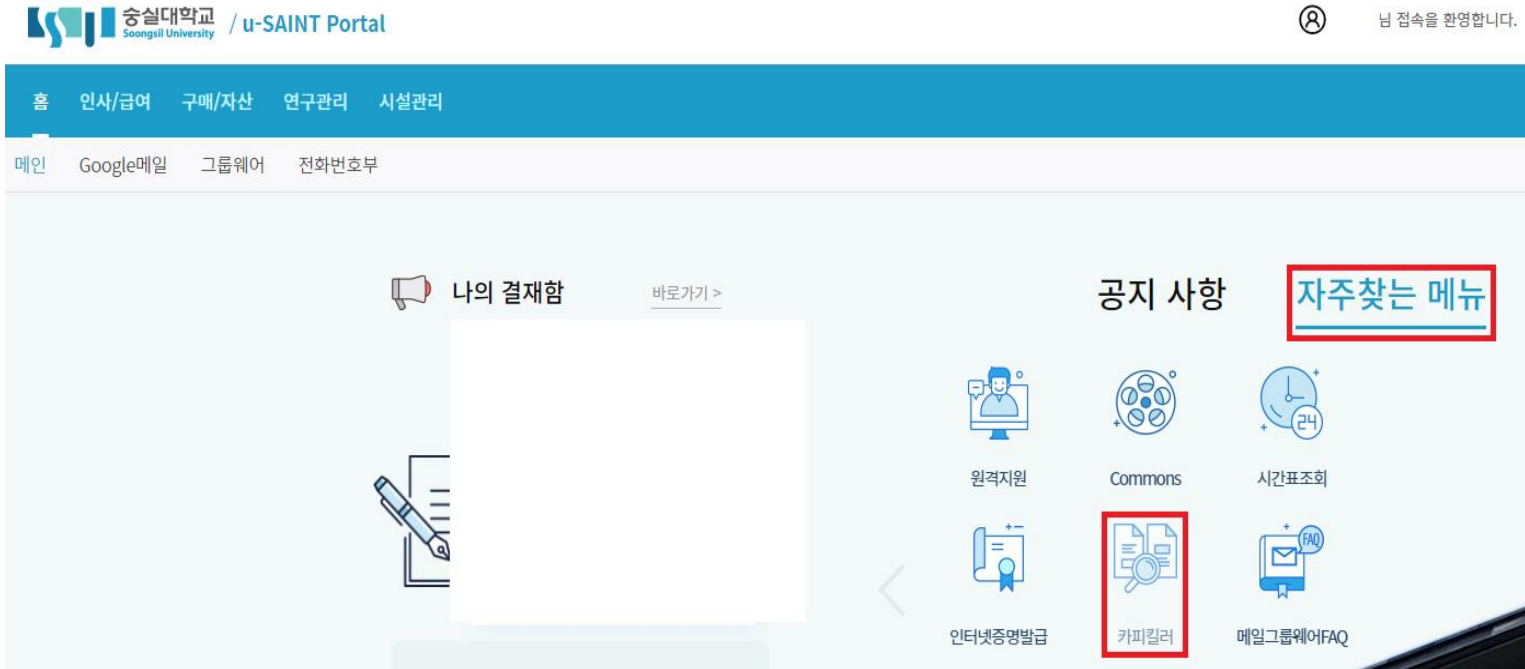 숭실대학교
Soongsil University
/ u-SAINT Portal
님 접속을 환영합니다.
홈 인사/급여 구매/자산 연구관리 시설관리
메인 Google메일 그룹웨어 전화번호부
나의 결재함 바로가기 >
공지 사항 자주찾는 메뉴
24
원격지원 Commons 시간표조회
FAQ
인터넷증명발급 카피킬러 메일그룹웨어FAQ